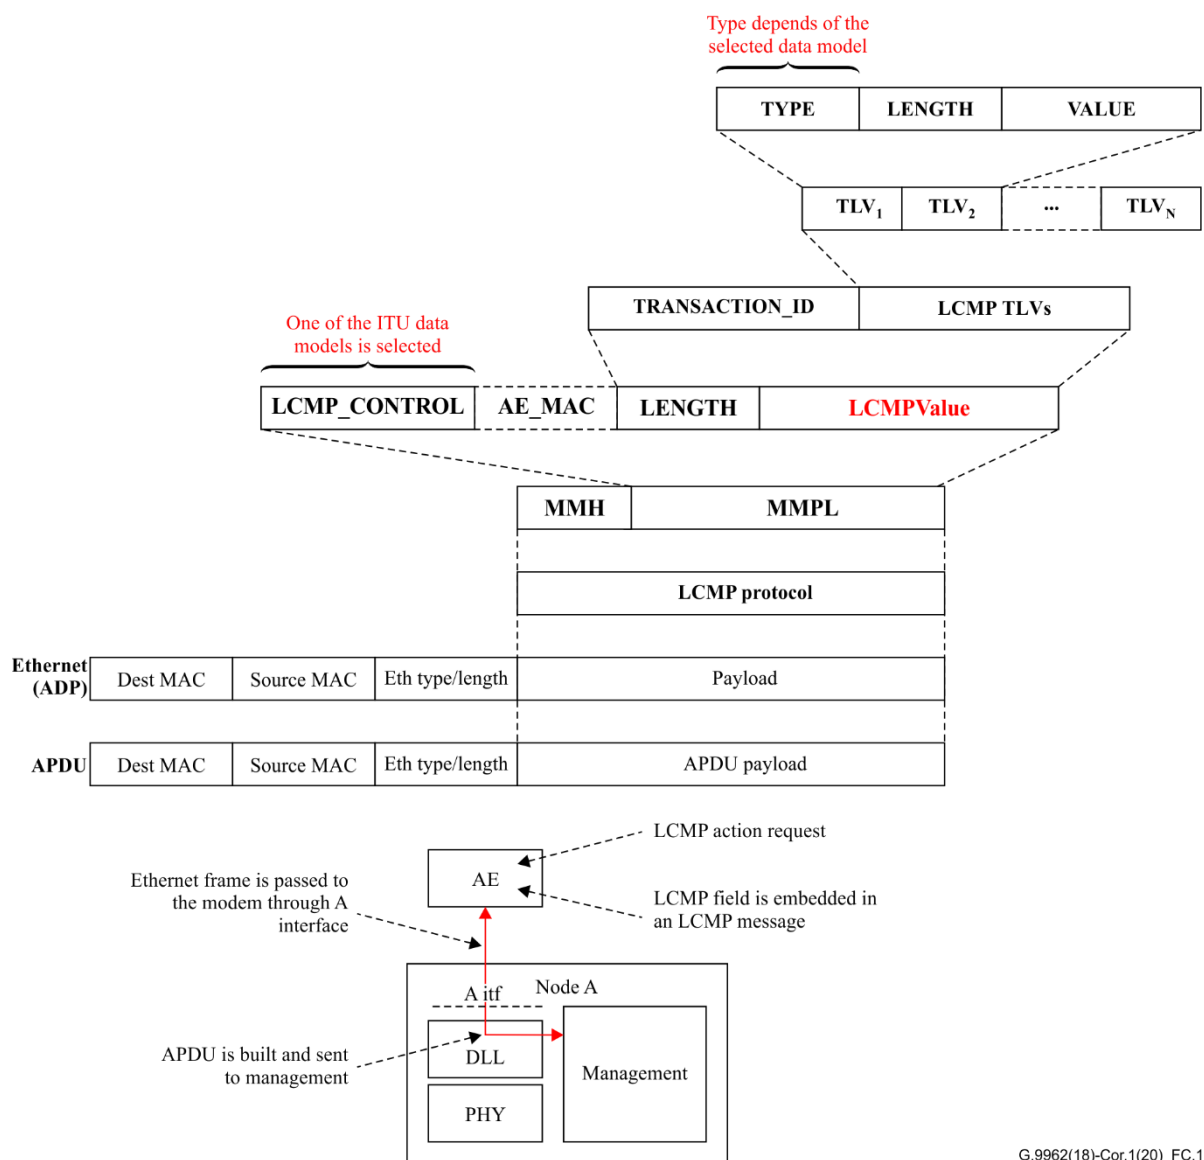 Type depends of the
selected data model
TYPE LENGTH VALUE
TLV1 TLV2 ... TLVN
TRANSACTION_ID LCMP TLVs
One of the ITU data
models is selected
LCMP_CONTROL AE_MAC LENGTH LCMPValue
MMH MMPL
LCMP protocol
Ethernet
(ADP)
Dest MAC Source MAC Eth type/length Payload
APDU Dest MAC Source MAC Eth type/length APDU payload
LCMP action request
AE
Ethernet frame is passed to
the modem through A
interface
LCMP field is embedded in
an LCMP message
A itf Node A
APDU is built and sent
to management
DLL
Management
PHY
G.9962(18)-Cor.1(20)_FC.1